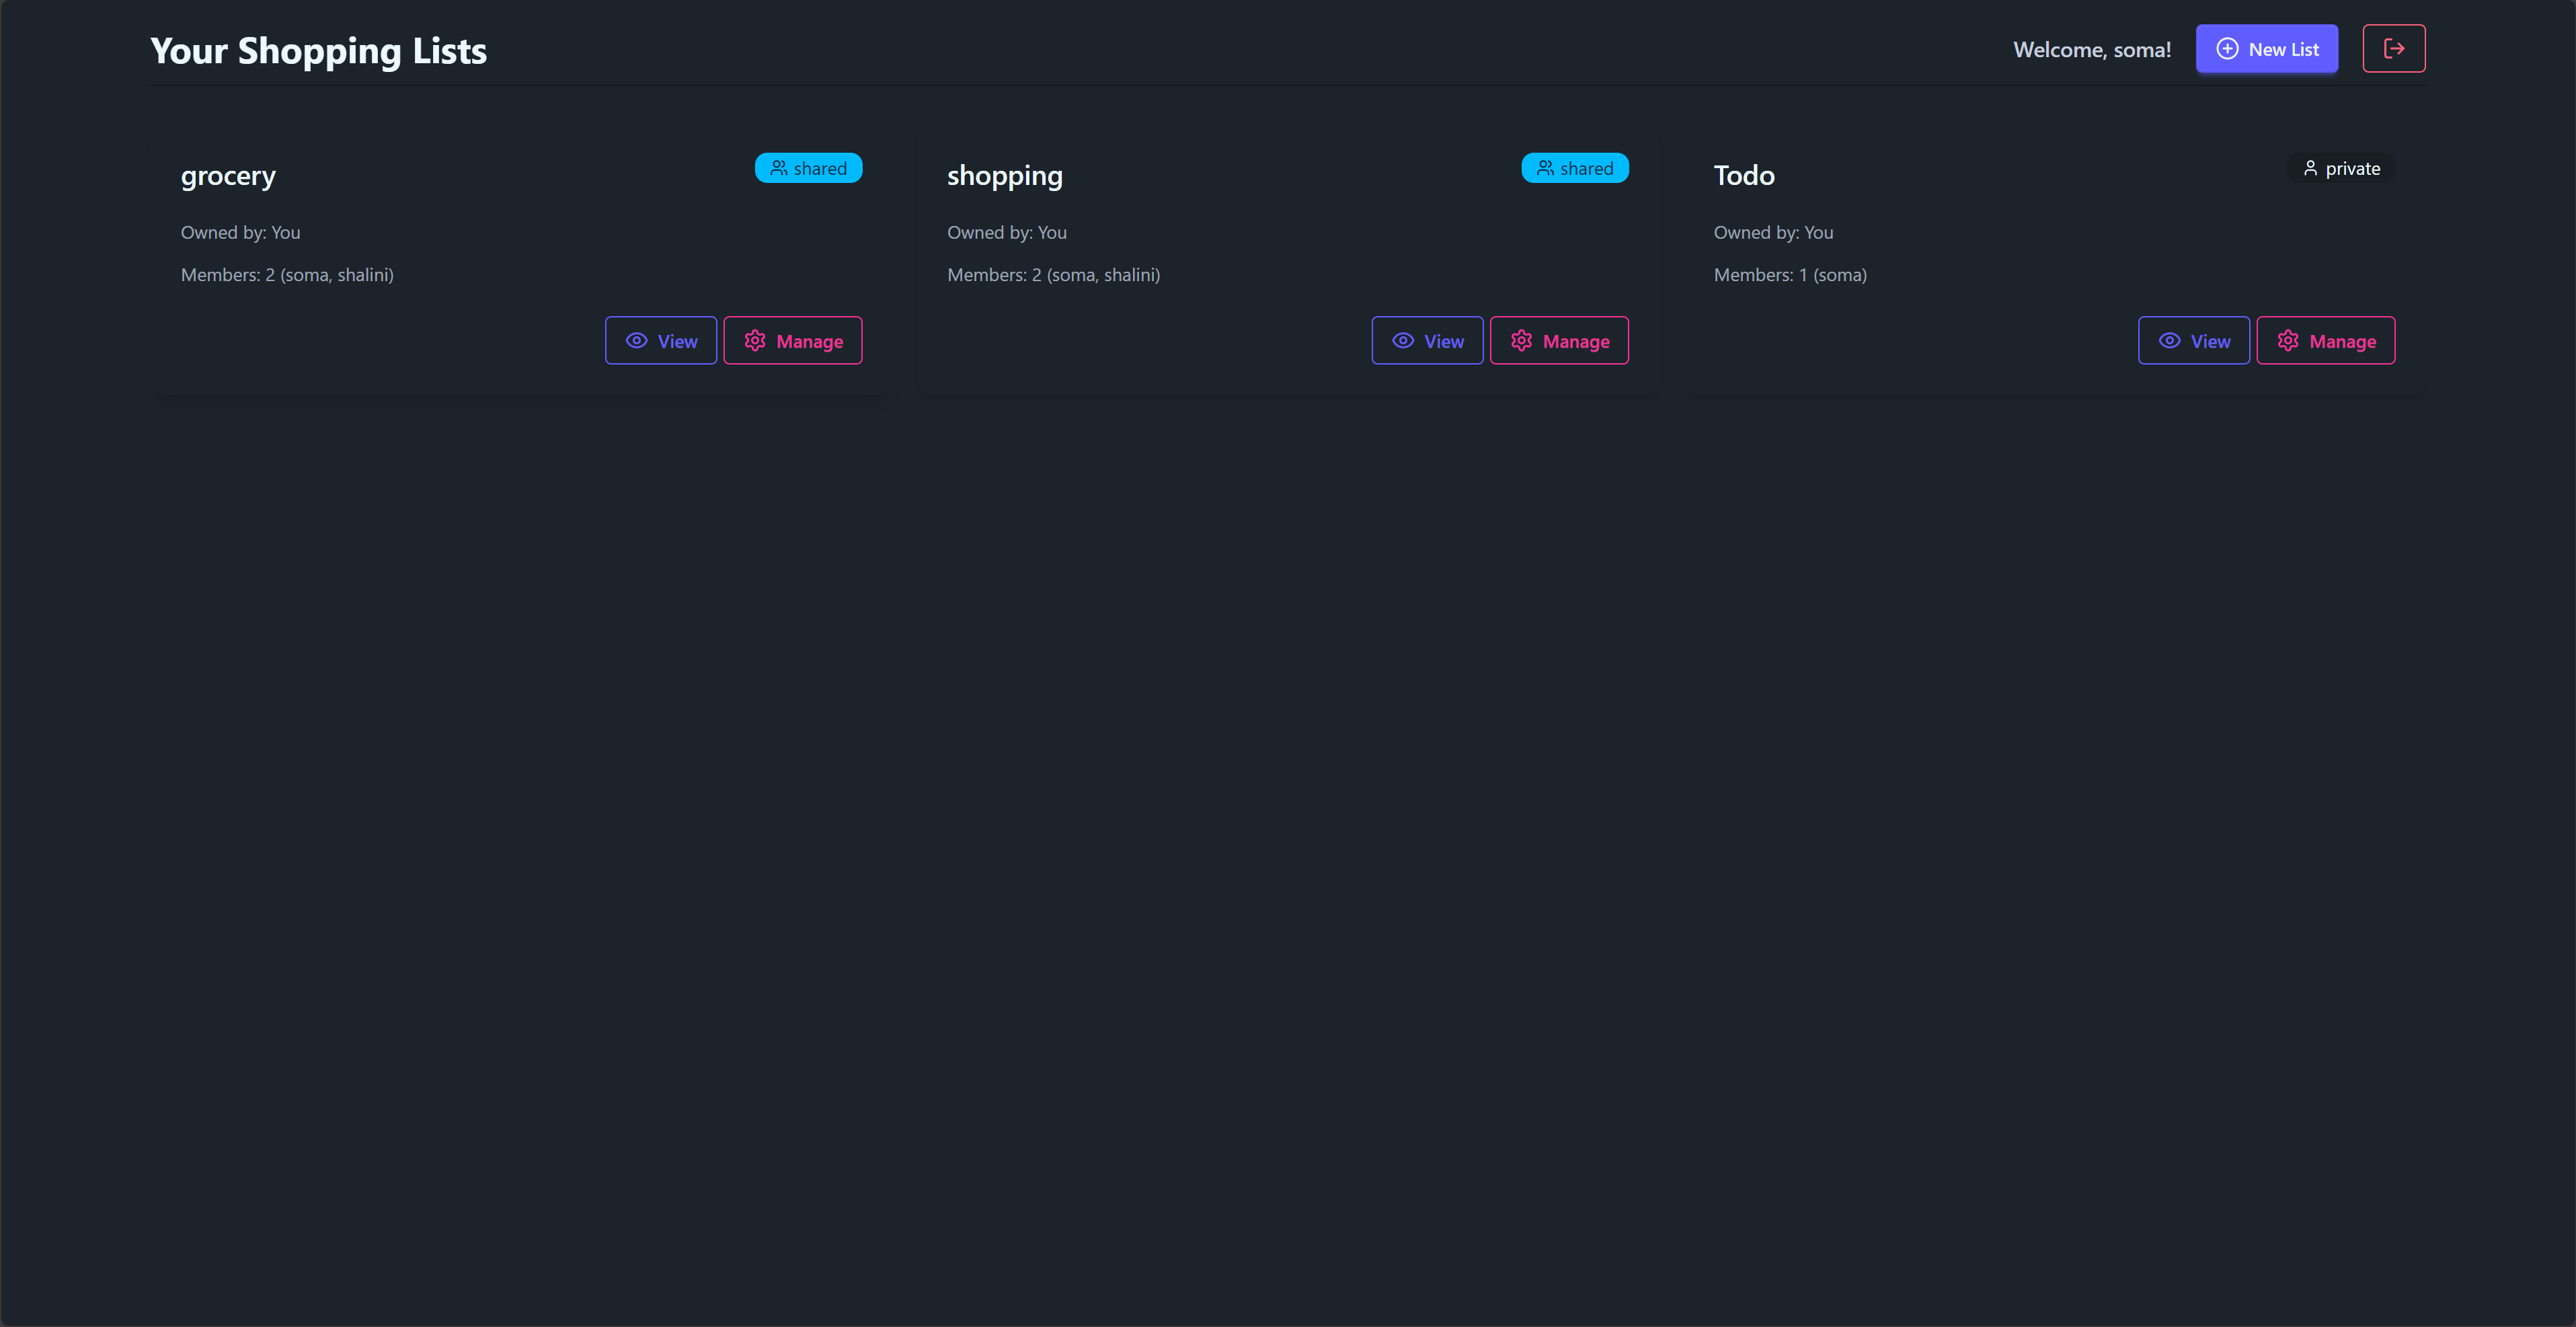 Your Shopping Lists
Welcome, soma!
New List
grocery
shared
Owned by: You
Members: 2 (soma, shalini)
View
Manage
shopping
shared
Owned by: You
Members: 2 (soma, shalini)
View
Manage
Todo
private
Owned by: You
Members: 1 (soma)
View
Manage